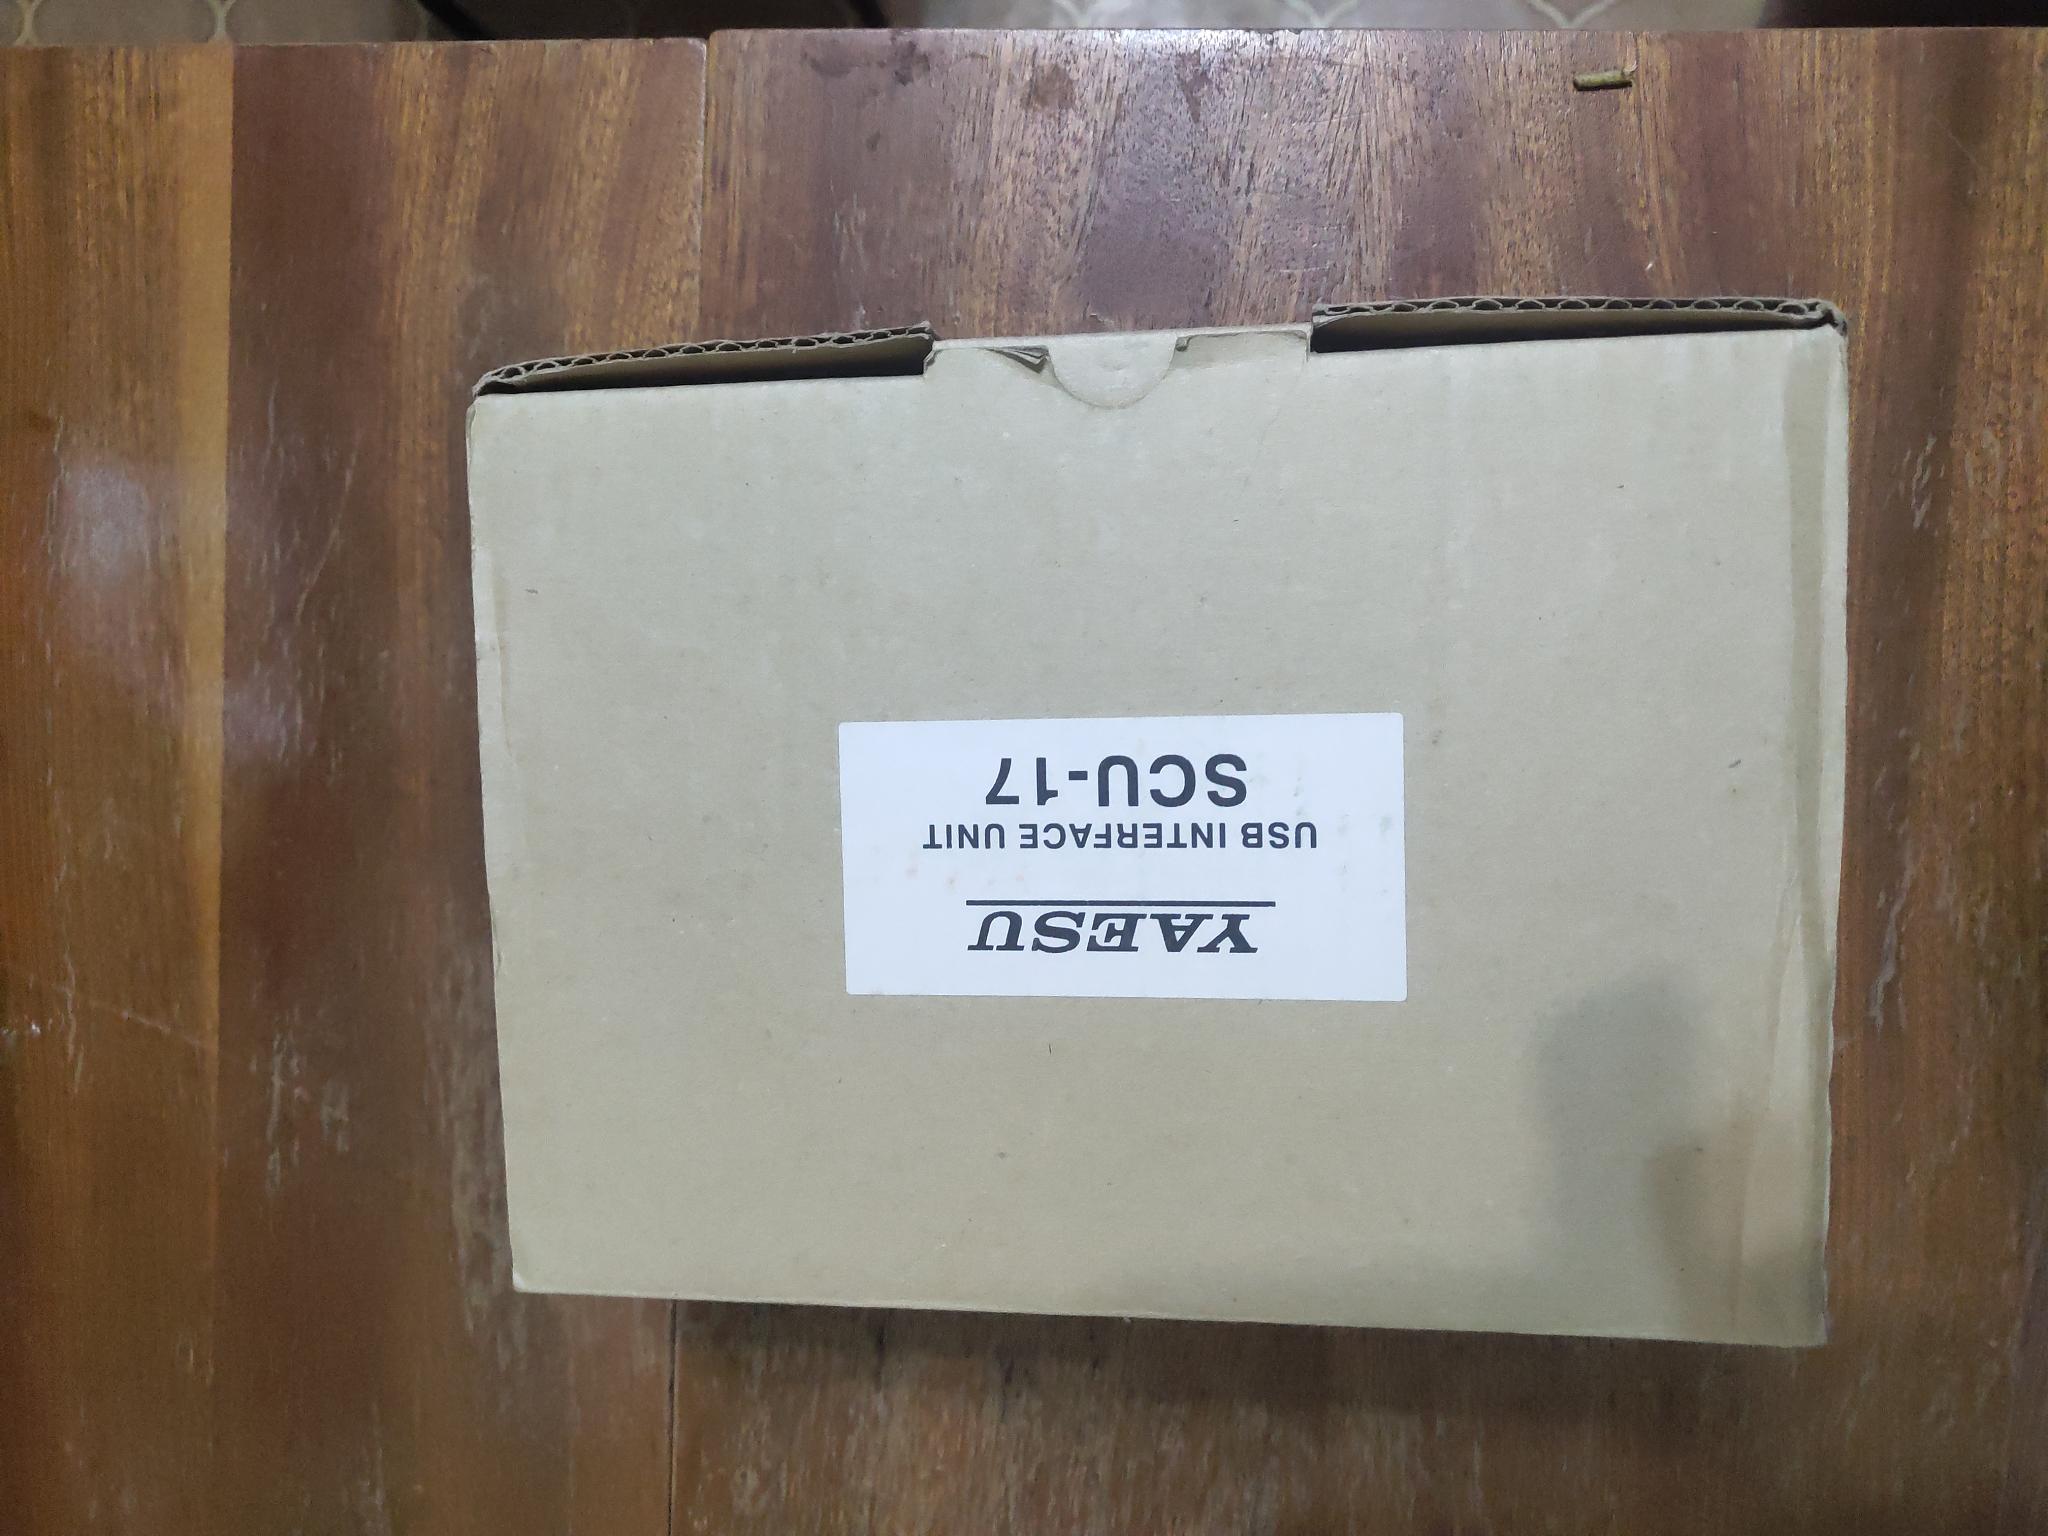 YAESU
USB INTERFACE UNIT
SCU-17